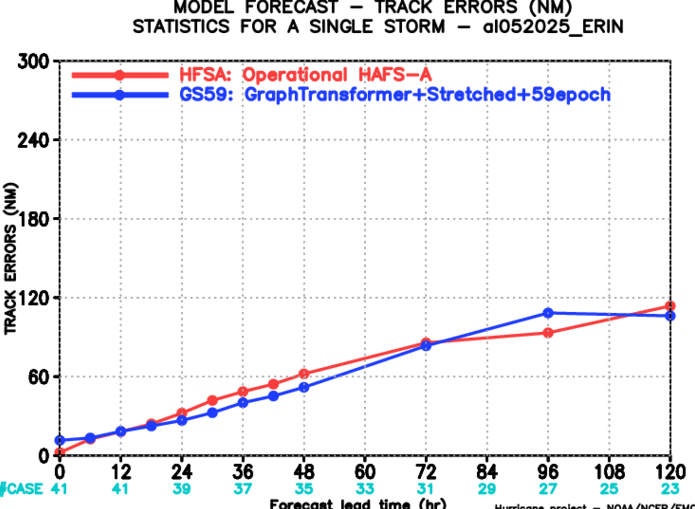 MODEL FORECAST – TRACK ERRORS (NM)
STATISTICS FOR A SINGLE STORM – al052025_ERIN
HFSA: Operational HAFS–A
GS59: GraphTransformer+Stretched+59epoch
TRACK ERRORS (NM)
300
240
180
120
60
0
0 12 24 36 48 60 72 84 96 108 120
#CASE 41 41 39 37 35 33 31 29 27 25 23
Forecast lead time (hr)
Hurricane project – NOAA/NCEP/EMC